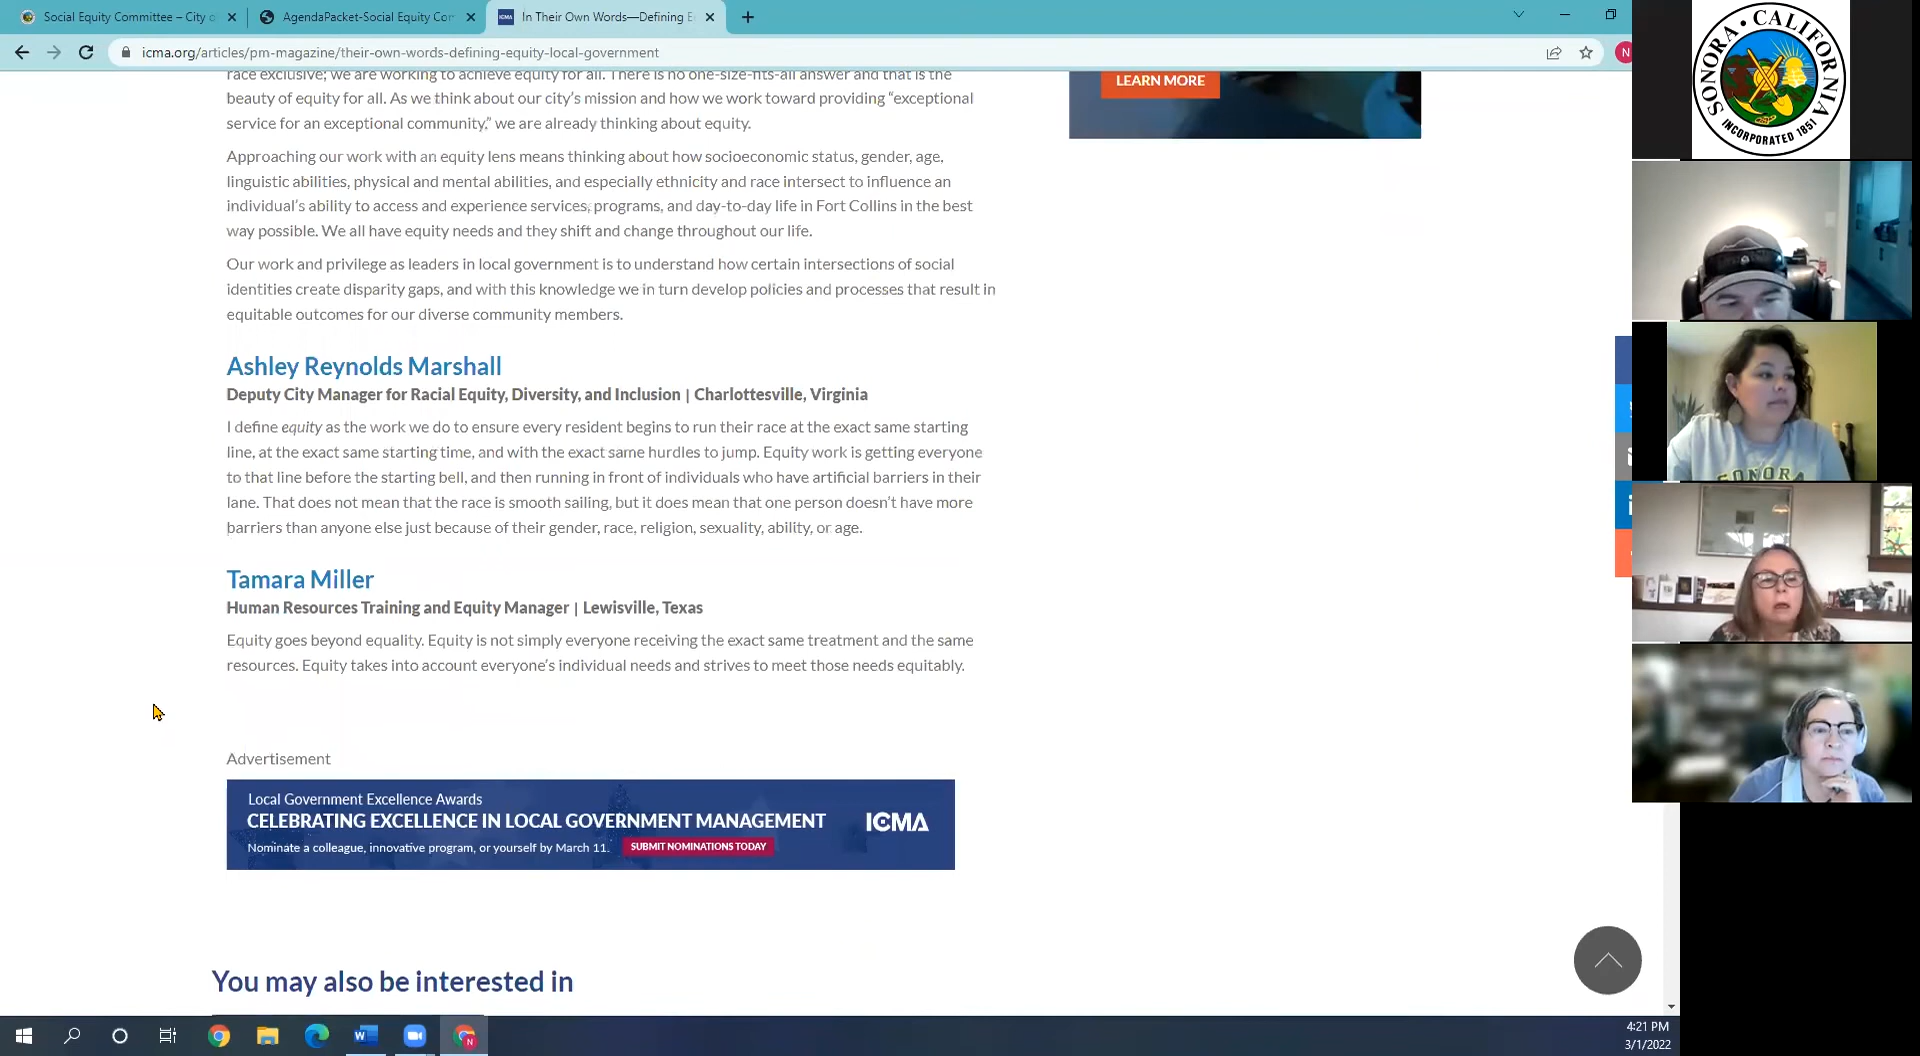 Social Equity Committee – City o
AgendaPacket-Social Equity Con
ICMA
In Their Own Words—Defining E
icma.org/articles/pm-magazine/their-own-words-defining-equity-local-government
N
race exclusive; we are working to achieve equity for all. There is no one-size-fits-all answer and that is the
beauty of equity for all. As we think about our city's mission and how we work toward providing “exceptional
service for an exceptional community,” we are already thinking about equity.
Approaching our work with an equity lens means thinking about how socioeconomic status, gender, age,
linguistic abilities, physical and mental abilities, and especially ethnicity and race intersect to influence an
individual's ability to access and experience services, programs, and day-to-day life in Fort Collins in the best
way possible. We all have equity needs and they shift and change throughout our life.
Our work and privilege as leaders in local government is to understand how certain intersections of social
identities create disparity gaps, and with this knowledge we in turn develop policies and processes that result in
equitable outcomes for our diverse community members.
Ashley Reynolds Marshall
Deputy City Manager for Racial Equity, Diversity, and Inclusion | Charlottesville, Virginia
I define equity as the work we do to ensure every resident begins to run their race at the exact same starting
line, at the exact same starting time, and with the exact same hurdles to jump. Equity work is getting everyone
to that line before the starting bell, and then running in front of individuals who have artificial barriers in their
lane. That does not mean that the race is smooth sailing, but it does mean that one person doesn't have more
barriers than anyone else just because of their gender, race, religion, sexuality, ability, or age.
Tamara Miller
Human Resources Training and Equity Manager | Lewisville, Texas
Equity goes beyond equality. Equity is not simply everyone receiving the exact same treatment and the same
resources. Equity takes into account everyone's individual needs and strives to meet those needs equitably.
Advertisement
Local Government Excellence Awards
CELEBRATING EXCELLENCE IN LOCAL GOVERNMENT MANAGEMENT
ICMA
Nominate a colleague, innovative program, or yourself by March 11.
SUBMIT NOMINATIONS TODAY
You may also be interested in
LEARN MORE
SONORA • CALIFORNIA
INCORPORATED 1851
SONORA
4:21 PM
3/1/2022